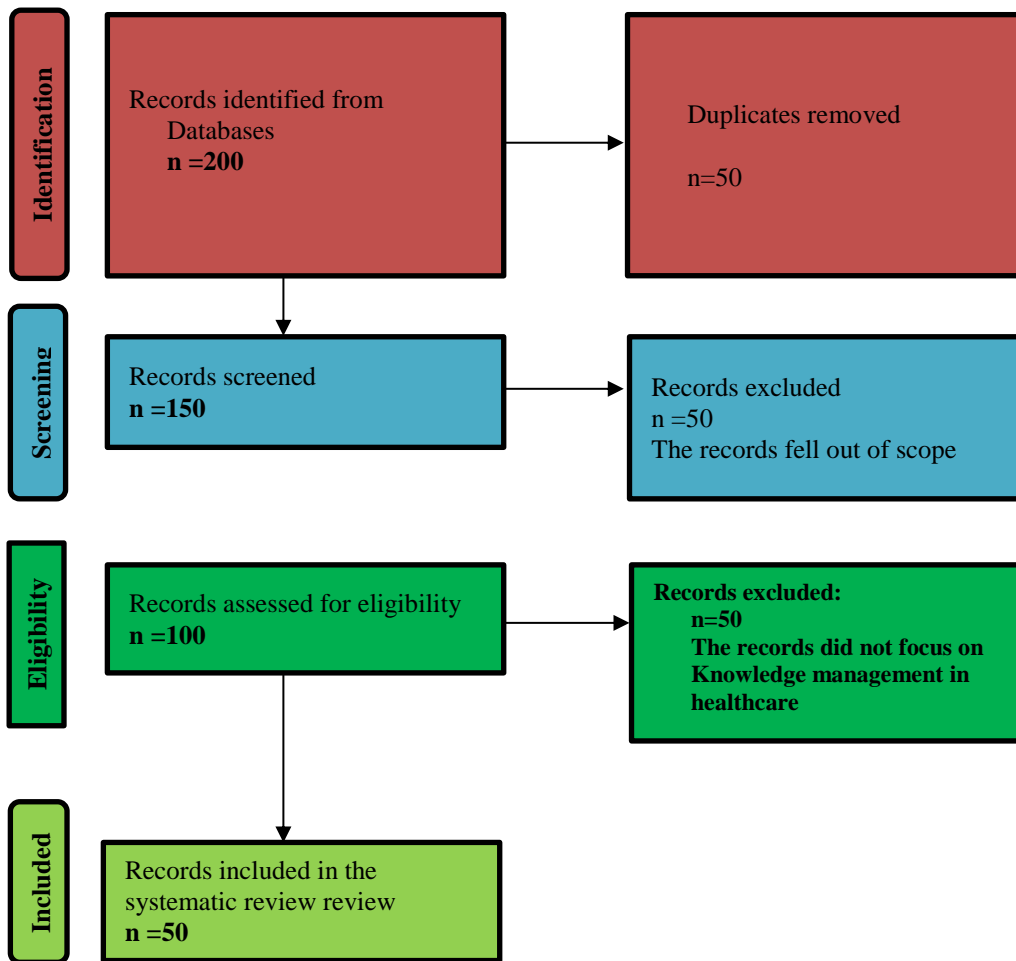 Identification
Records identified from
Databases
n =200
Duplicates removed
n=50
Screening
Records screened
n =150
Records excluded
n =50
The records fell out of scope
Eligibility
Records assessed for eligibility
n =100
Records excluded:
n=50
The records did not focus on
Knowledge management in
healthcare
Included
Records included in the
systematic review review
n =50